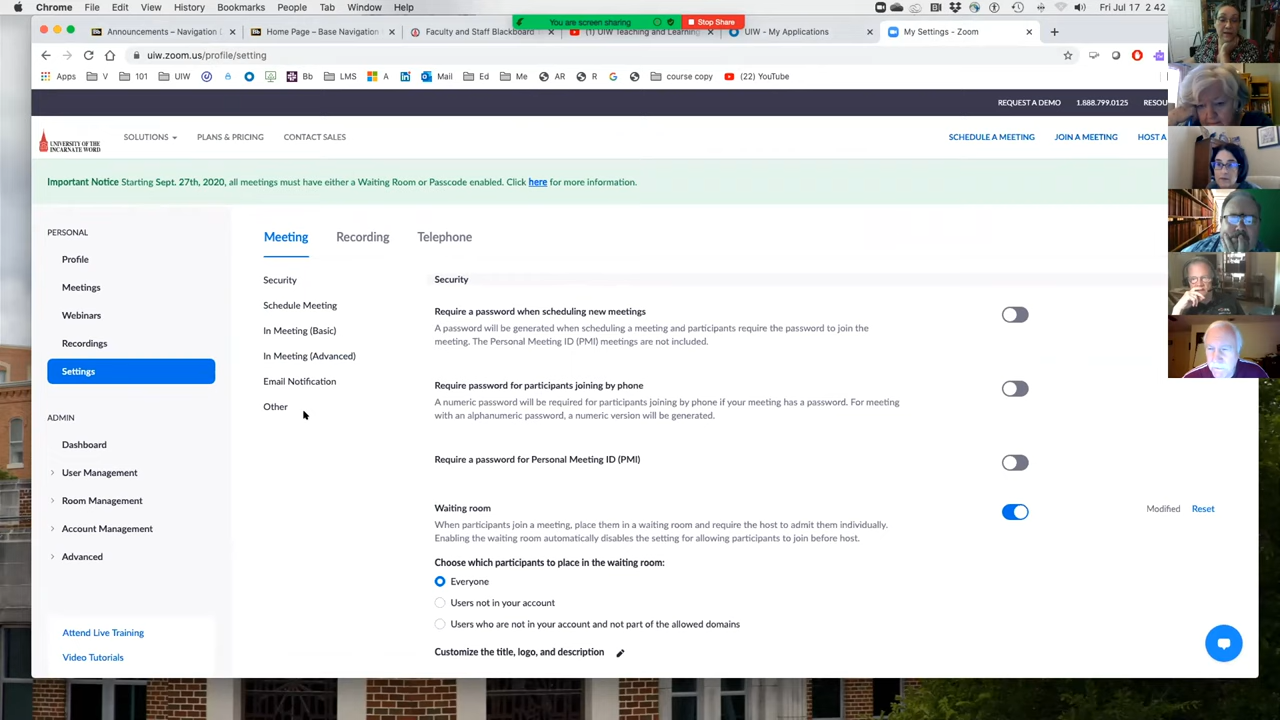 Chrome File Edit View History Bookmarks People Tab Window Help Fri Jul 17 2:42
You are screen sharing Stop Share
Announcements – Navigation Home Page – Base Navigation Faculty and Staff Blackboard (1) UIW Teaching and Learning UIW - My Applications My Settings - Zoom
uiw.zoom.us/profile/setting
Apps V 101 UIW Bb LMS A Mail Ed Me AR R course copy (22) YouTube
REQUEST A DEMO 1.888.799.0125 RESOU
UNIVERSITY OF THE
INCARNATE WORD
SOLUTIONS PLANS & PRICING CONTACT SALES SCHEDULE A MEETING JOIN A MEETING HOST A
Important Notice Starting Sept. 27th, 2020, all meetings must have either a Waiting Room or Passcode enabled. Click here for more information.
PERSONAL
Profile
Meetings
Webinars
Recordings
Settings
ADMIN
Dashboard
User Management
Room Management
Account Management
Advanced
Attend Live Training
Video Tutorials
Meeting Recording Telephone
Security
Schedule Meeting
In Meeting (Basic)
In Meeting (Advanced)
Email Notification
Other
Security
Require a password when scheduling new meetings
A password will be generated when scheduling a meeting and participants require the password to join the
meeting. The Personal Meeting ID (PMI) meetings are not included.
Require password for participants joining by phone
A numeric password will be required for participants joining by phone if your meeting has a password. For meeting
with an alphanumeric password, a numeric version will be generated.
Require a password for Personal Meeting ID (PMI)
Waiting room Modified Reset
When participants join a meeting, place them in a waiting room and require the host to admit them individually.
Enabling the waiting room automatically disables the setting for allowing participants to join before host.
Choose which participants to place in the waiting room:
Everyone
Users not in your account
Users who are not in your account and not part of the allowed domains
Customize the title, logo, and description